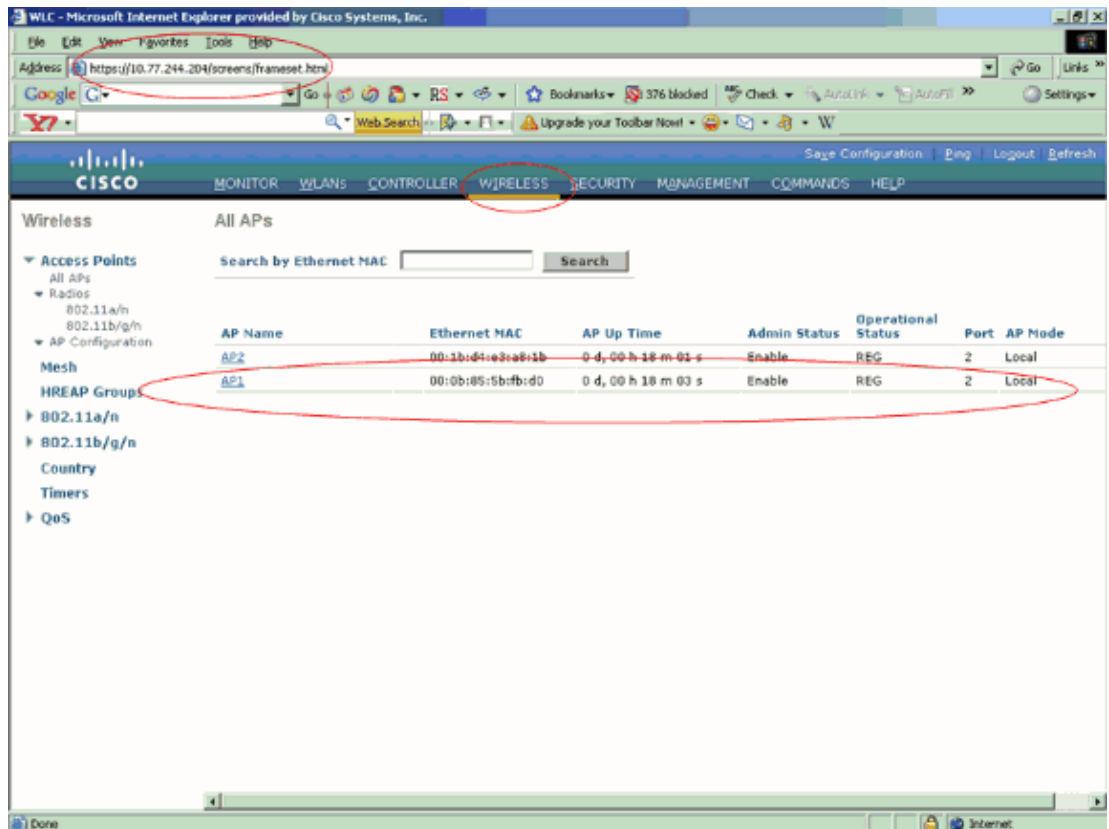 WLC - Microsoft Internet Explorer provided by Cisco Systems, Inc.
File Edit View Favorites Tools Help
Address https://10.77.244.204/screens/frameset.html Go Links »
Google G Go RS Bookmarks 376 blocked Check AutoLink AutoFill » Settings
Y7 Web Search Upgrade your Toolbar Now! W
Save Configuration | Ping | Logout | Refresh
CISCO MONITOR WLANs CONTROLLER WIRELESS SECURITY MANAGEMENT COMMANDS HELP
Wireless
Access Points
All APs
Radios
802.11a/n
802.11b/g/n
AP Configuration
Mesh
HREAP Groups
802.11a/n
802.11b/g/n
Country
Timers
QoS
All APs
Search by Ethernet MAC Search
AP Name Ethernet MAC AP Up Time Admin Status Operational Status Port AP Mode
AP2 00:1b:d4:e3:a8:1b 0 d, 00 h 18 m 01 s Enable REG 2 Local
AP1 00:0b:85:5b:fb:d0 0 d, 00 h 18 m 03 s Enable REG 2 Local
Done Internet